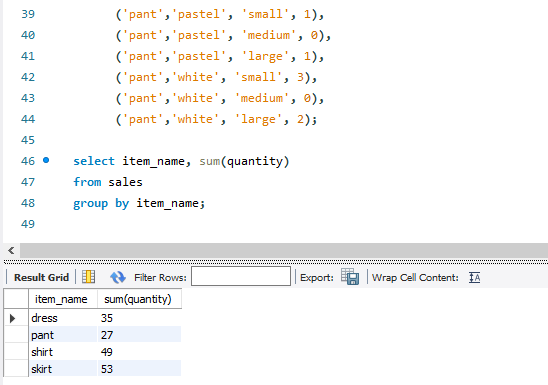 39 ('pant','pastel', 'small', 1),
40 ('pant','pastel', 'medium', 0),
41 ('pant','pastel', 'large', 1),
42 ('pant','white', 'small', 3),
43 ('pant','white', 'medium', 0),
44 ('pant','white', 'large', 2);
45
46 select item_name, sum(quantity)
47 from sales
48 group by item_name;
49
Result Grid Filter Rows: Export: Wrap Cell Content:
item_name sum(quantity)
dress 35
pant 27
shirt 49
skirt 53